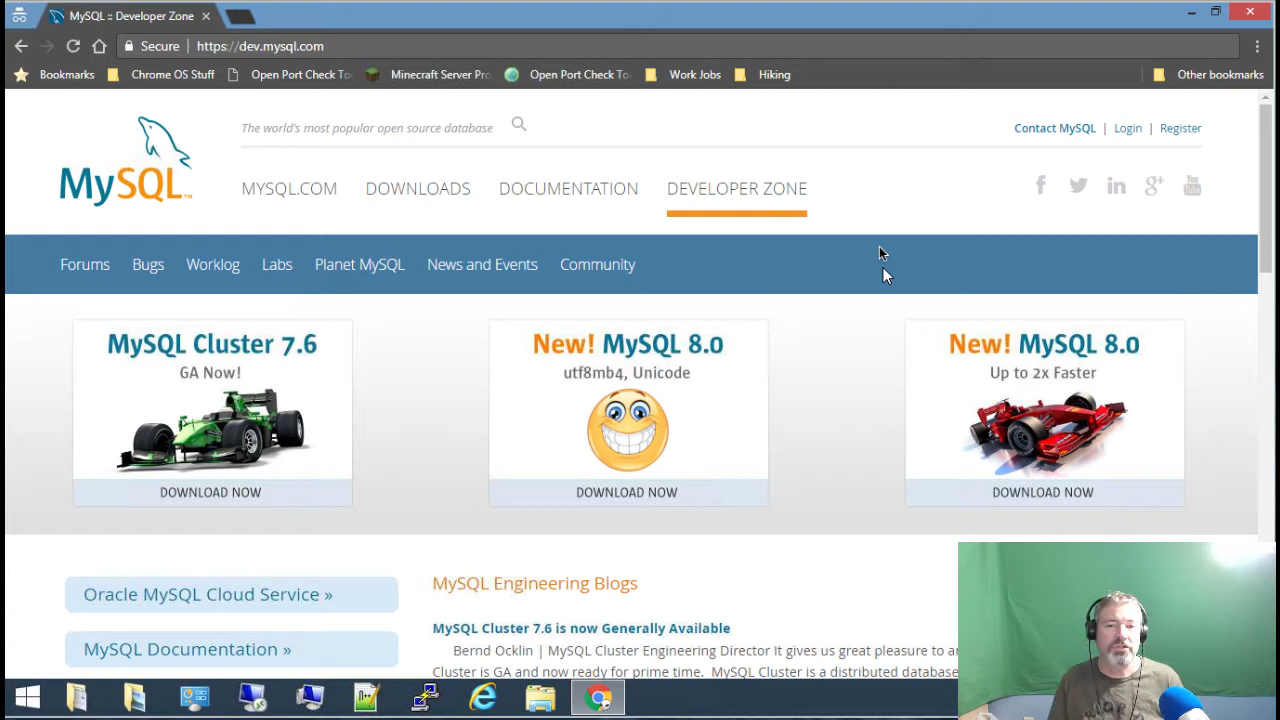 MySQL :: Developer Zone
Secure | https://dev.mysql.com
Bookmarks Chrome OS Stuff Open Port Check To Minecraft Server Pro Open Port Check To Work Jobs Hiking Other bookmarks
The world's most popular open source database
Contact MySQL | Login | Register
MySQL™
MYSQL.COM DOWNLOADS DOCUMENTATION DEVELOPER ZONE
f in g+ You Tube
Forums Bugs Worklog Labs Planet MySQL News and Events Community
MySQL Cluster 7.6
GA Now!
DOWNLOAD NOW
New! MySQL 8.0
utf8mb4, Unicode
DOWNLOAD NOW
New! MySQL 8.0
Up to 2x Faster
DOWNLOAD NOW
Oracle MySQL Cloud Service »
MySQL Documentation »
MySQL Engineering Blogs
MySQL Cluster 7.6 is now Generally Available
Bernd Ocklin | MySQL Cluster Engineering Director It gives us great pleasure to an
Cluster is GA and now ready for prime time. MySQL Cluster is a distributed database